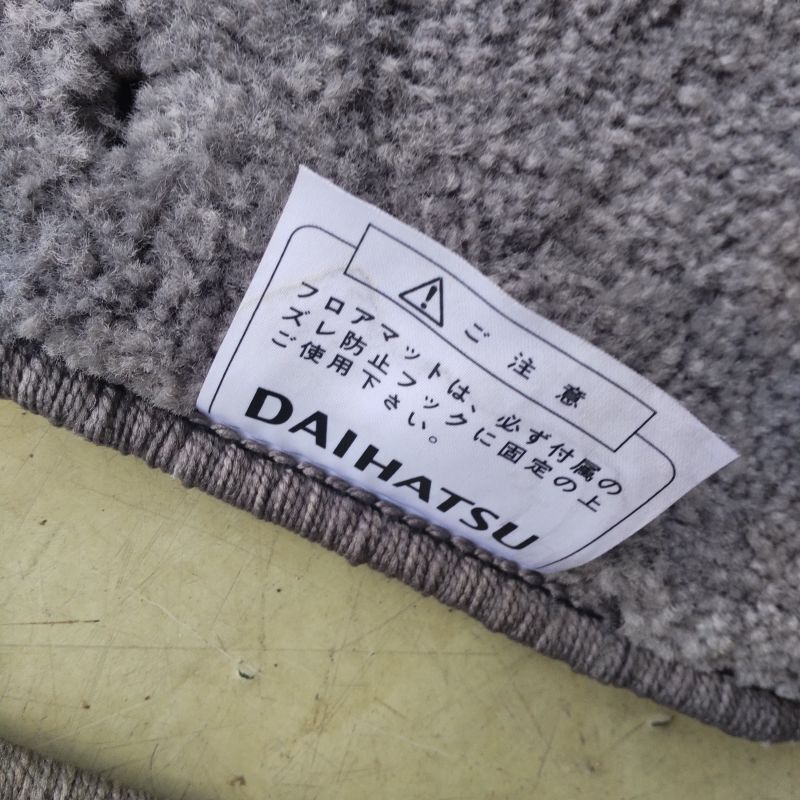 ご注意
フロアマットは、必ず付属の
ズレ防止フックに固定の上
ご使用下さい。
DAIHATSU